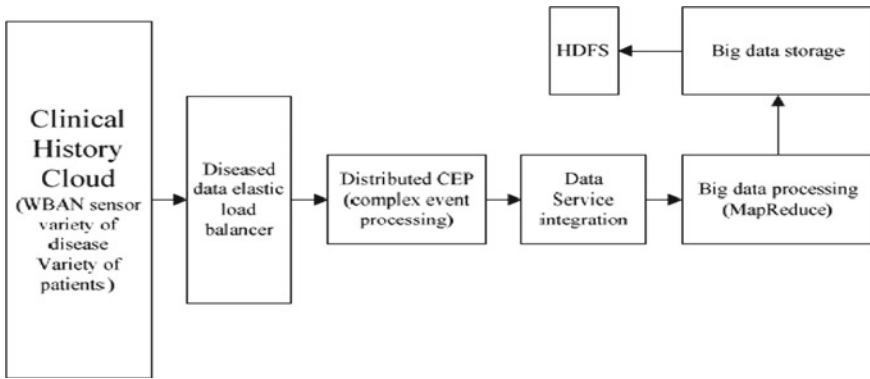 Clinical
History
Cloud
(WBAN sensor
variety of
disease
Variety of
patients)
Diseased
data elastic
load
balancer
Distributed CEP
(complex event
processing)
Data
Service
integration
Big data processing
(MapReduce)
Big data storage
HDFS